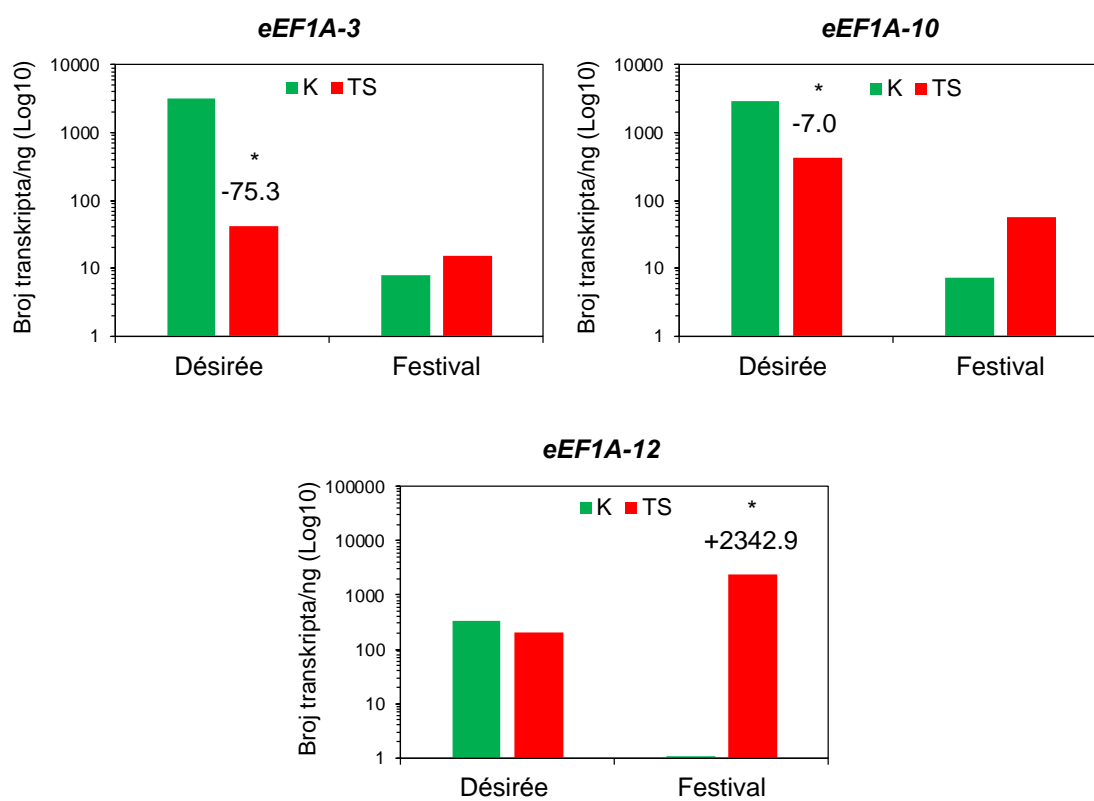 eEF1A-3
Broj transkripta/ng (Log10)
10000
1000
100
10
1
K TS
*
-75.3
Désirée Festival
eEF1A-10
Broj transkripta/ng (Log10)
10000
1000
100
10
1
K TS
*
-7.0
Désirée Festival
eEF1A-12
Broj transkripta/ng (Log10)
100000
10000
1000
100
10
1
K TS
*
+2342.9
Désirée Festival